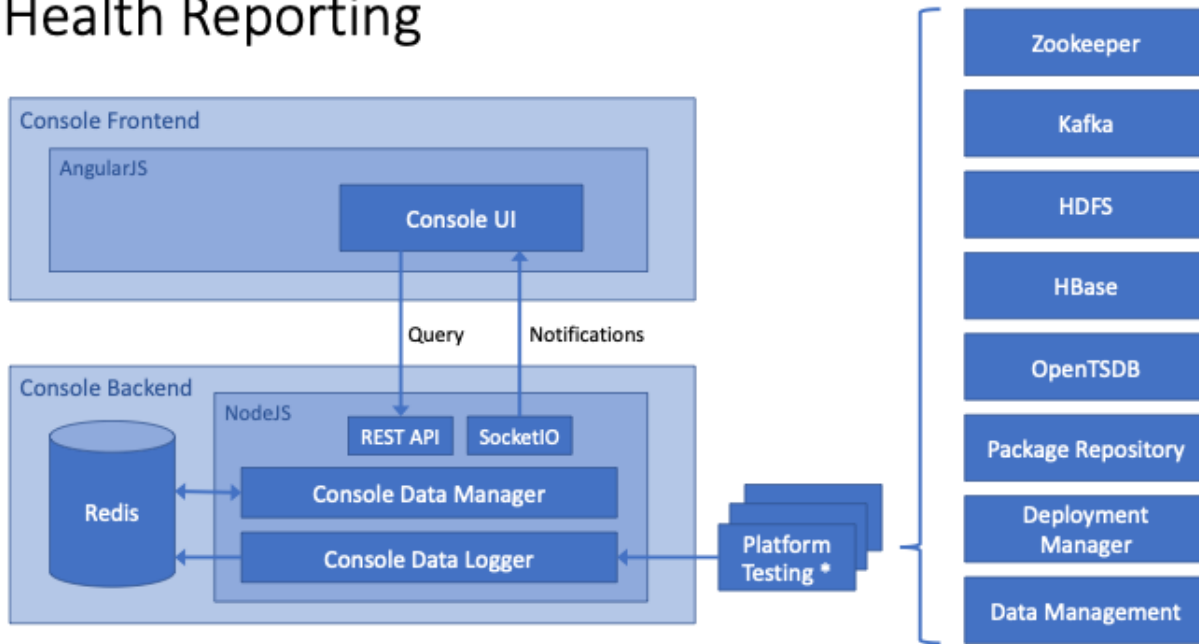 Health Reporting
Console Frontend
AngularJS
Console UI
Query
Notifications
Console Backend
NodeJS
REST API
SocketIO
Redis
Console Data Manager
Console Data Logger
Platform
Testing *
Zookeeper
Kafka
HDFS
HBase
OpenTSDB
Package Repository
Deployment
Manager
Data Management